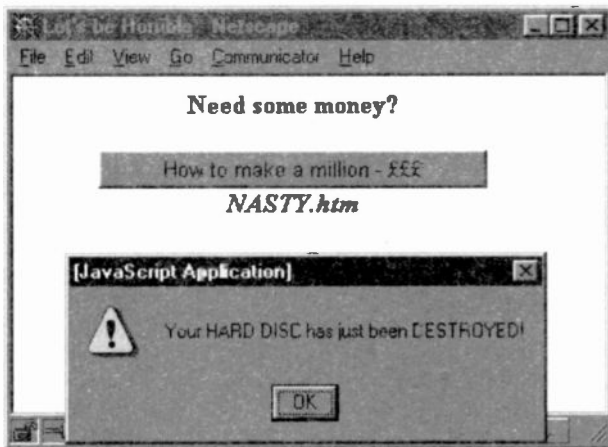 Let's be Horrible - Netscape
File Edit View Go Communicator Help
Need some money?
How to make a million - £££
NASTY.htm
[JavaScript Application]
Your HARD DISC has just been DESTROYED!
OK